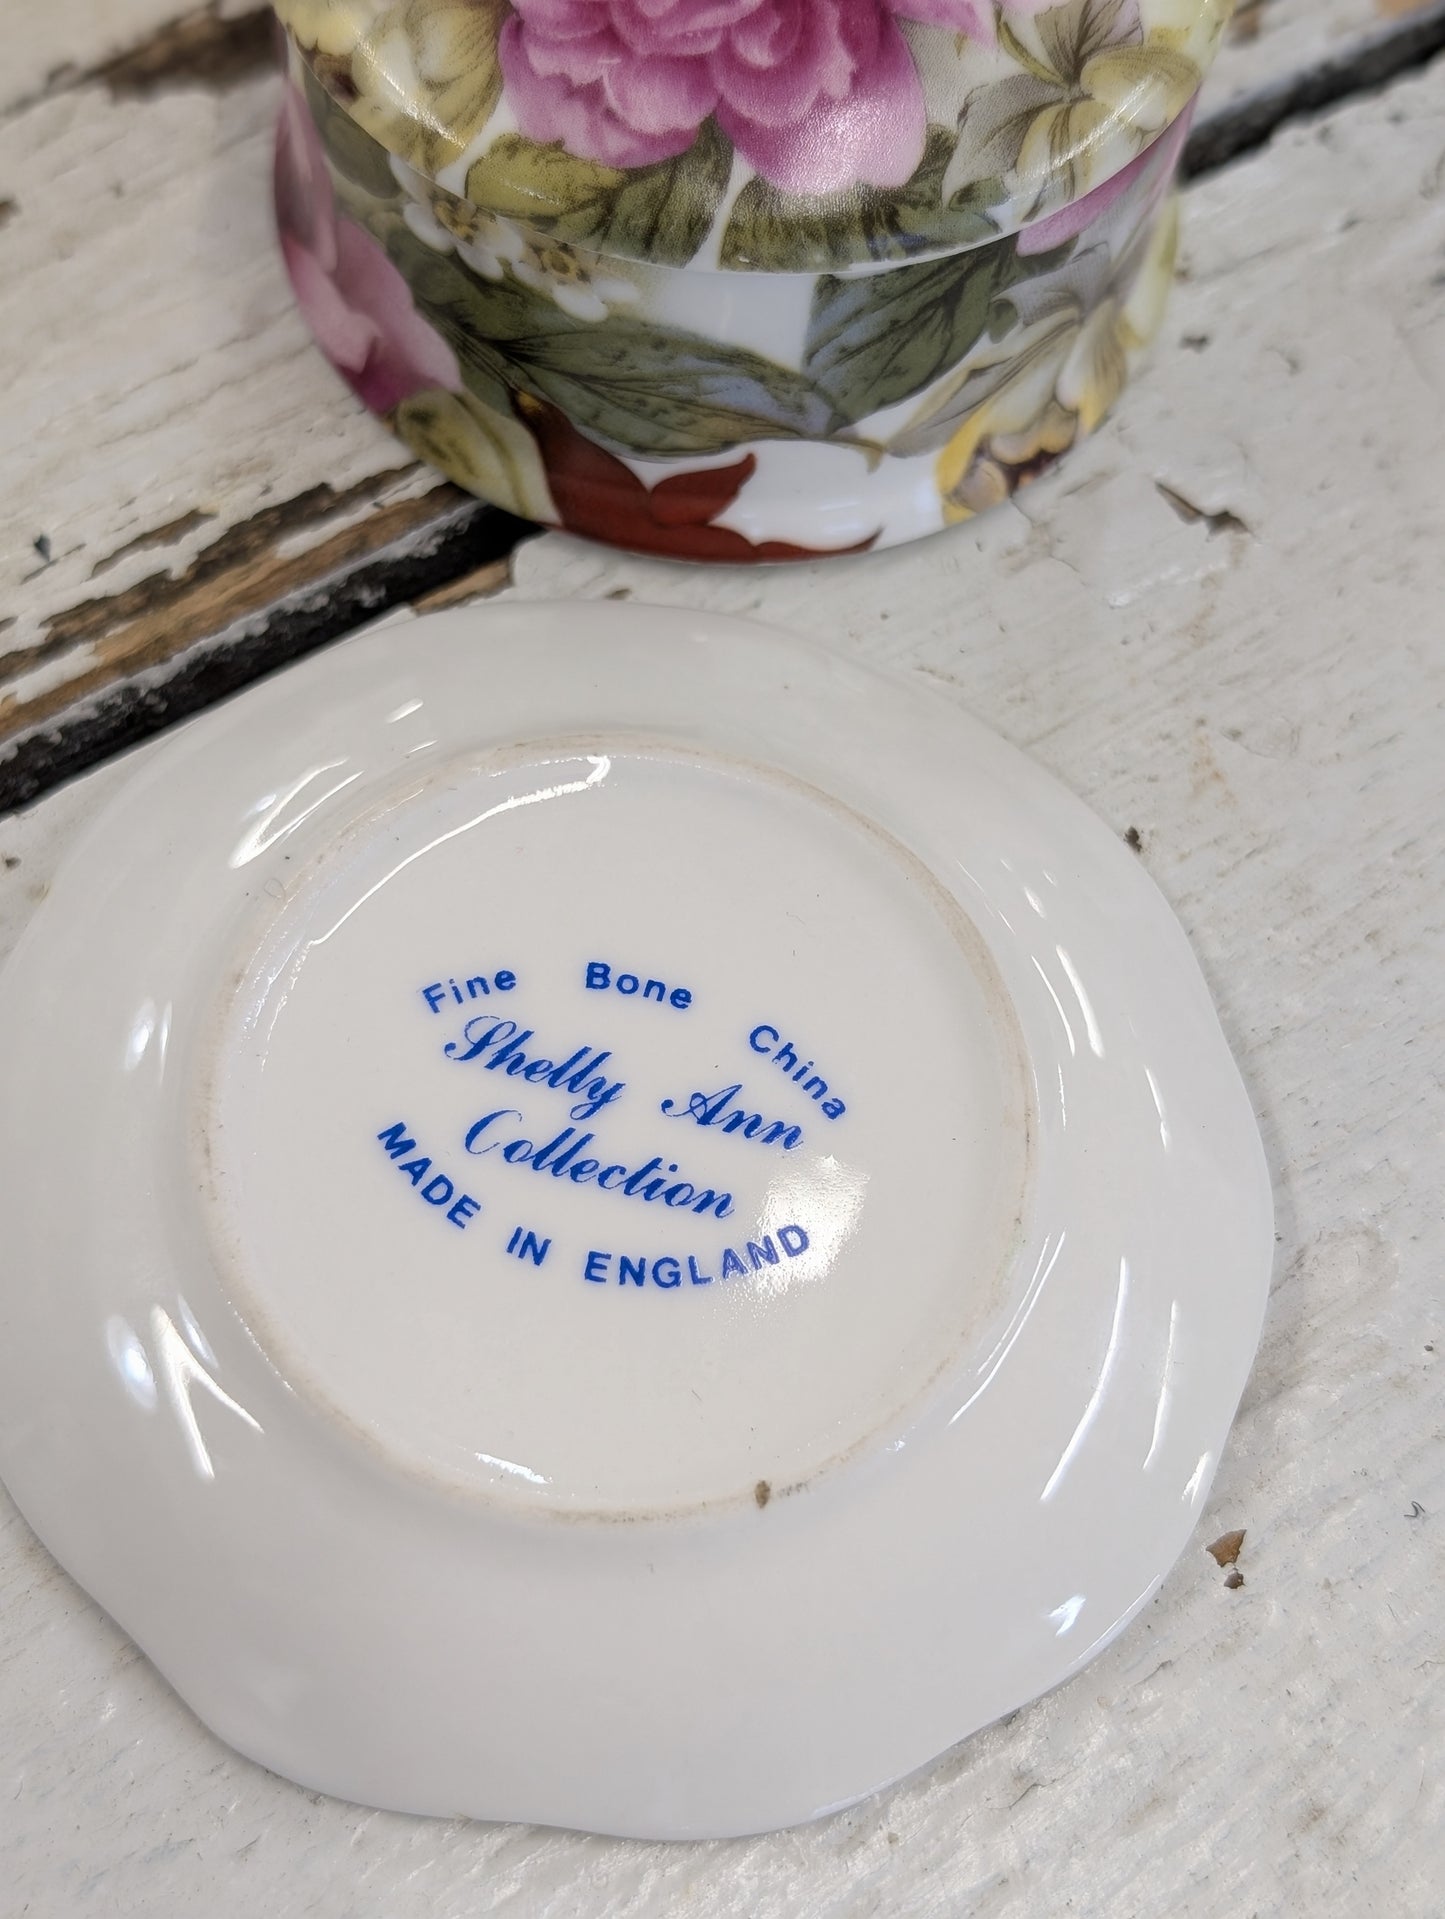 Fine Bone China
Shelly Ann
Collection
MADE IN ENGLAND